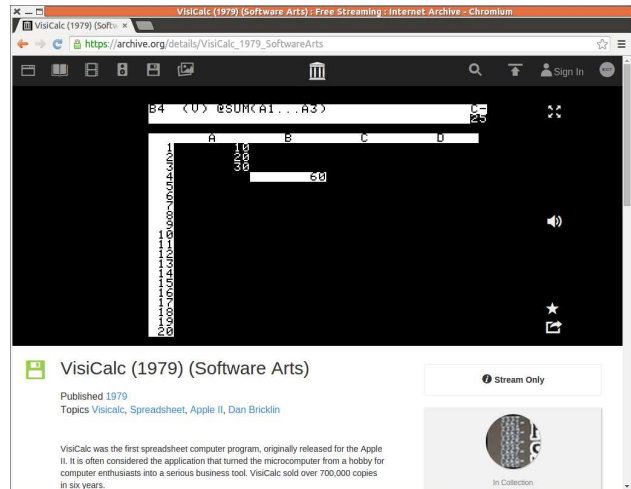 VisiCalc (1979) (Software Arts) : Free Streaming : Internet Archive - Chromium
VisiCalc (1979) (Softw
https://archive.org/details/VisiCalc_1979_SoftwareArts
Sign In
B4 (V) @SUM(A1...A3) C-
25
A B C D
1 10
2 20
3 30
4 60
5
6
7
8
9
10
11
12
13
14
15
16
17
18
19
20
VisiCalc (1979) (Software Arts)
Stream Only
Published 1979
Topics Visicalc, Spreadsheet, Apple II, Dan Bricklin
VisiCalc was the first spreadsheet computer program, originally released for the Apple
II. It is often considered the application that turned the microcomputer from a hobby for
computer enthusiasts into a serious business tool. VisiCalc sold over 700,000 copies
in six years.
In Collection